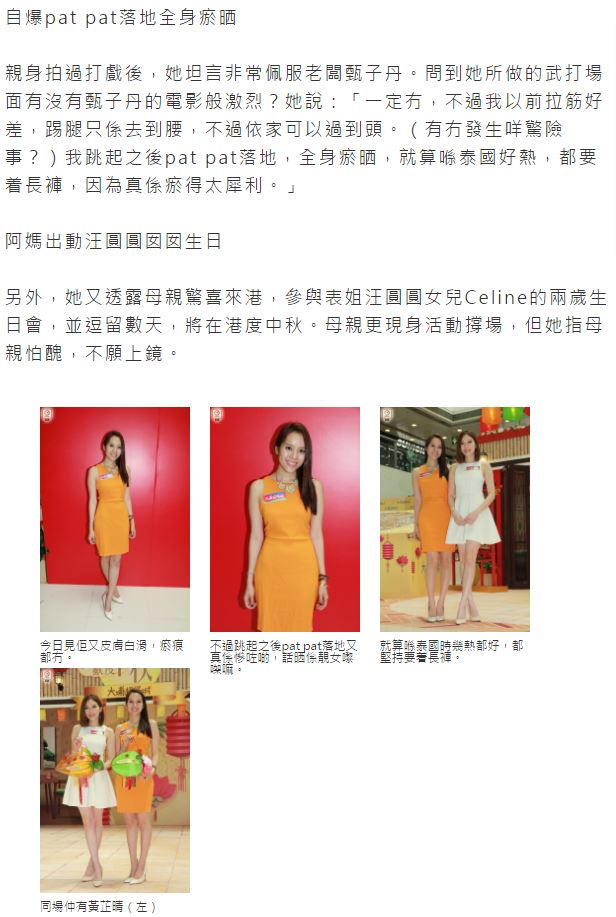 自爆pat pat落地全身瘀晒
親身拍過打戲後，她坦言非常佩服老闆甄子丹。問到她所做的武打場
面有沒有甄子丹的電影般激烈？她說：「一定冇，不過我以前拉筋好
差，踢腿只係去到腰，不過依家可以過到頭。（有冇發生咩驚險
事？）我跳起之後pat pat落地，全身瘀晒，就算喺泰國好熱，都要
着長褲，因為真係瘀得太犀利。」
阿媽出動汪圓圓囡囡生日
另外，她又透露母親驚喜來港，參與表姐汪圓圓女兒Celine的兩歲生
日會，並逗留數天，將在港度中秋。母親更現身活動撐場，但她指母
親怕醜，不願上鏡。
今日見佢又皮膚白滑，瘀痕
都冇。
不過跳起之後pat pat落地又
真係慘咗啲，話晒係靚女嚟
㗎嘛。
就算喺泰國時幾熱都好，都
堅持要着長褲。
同場仲有黃芷晴（左）